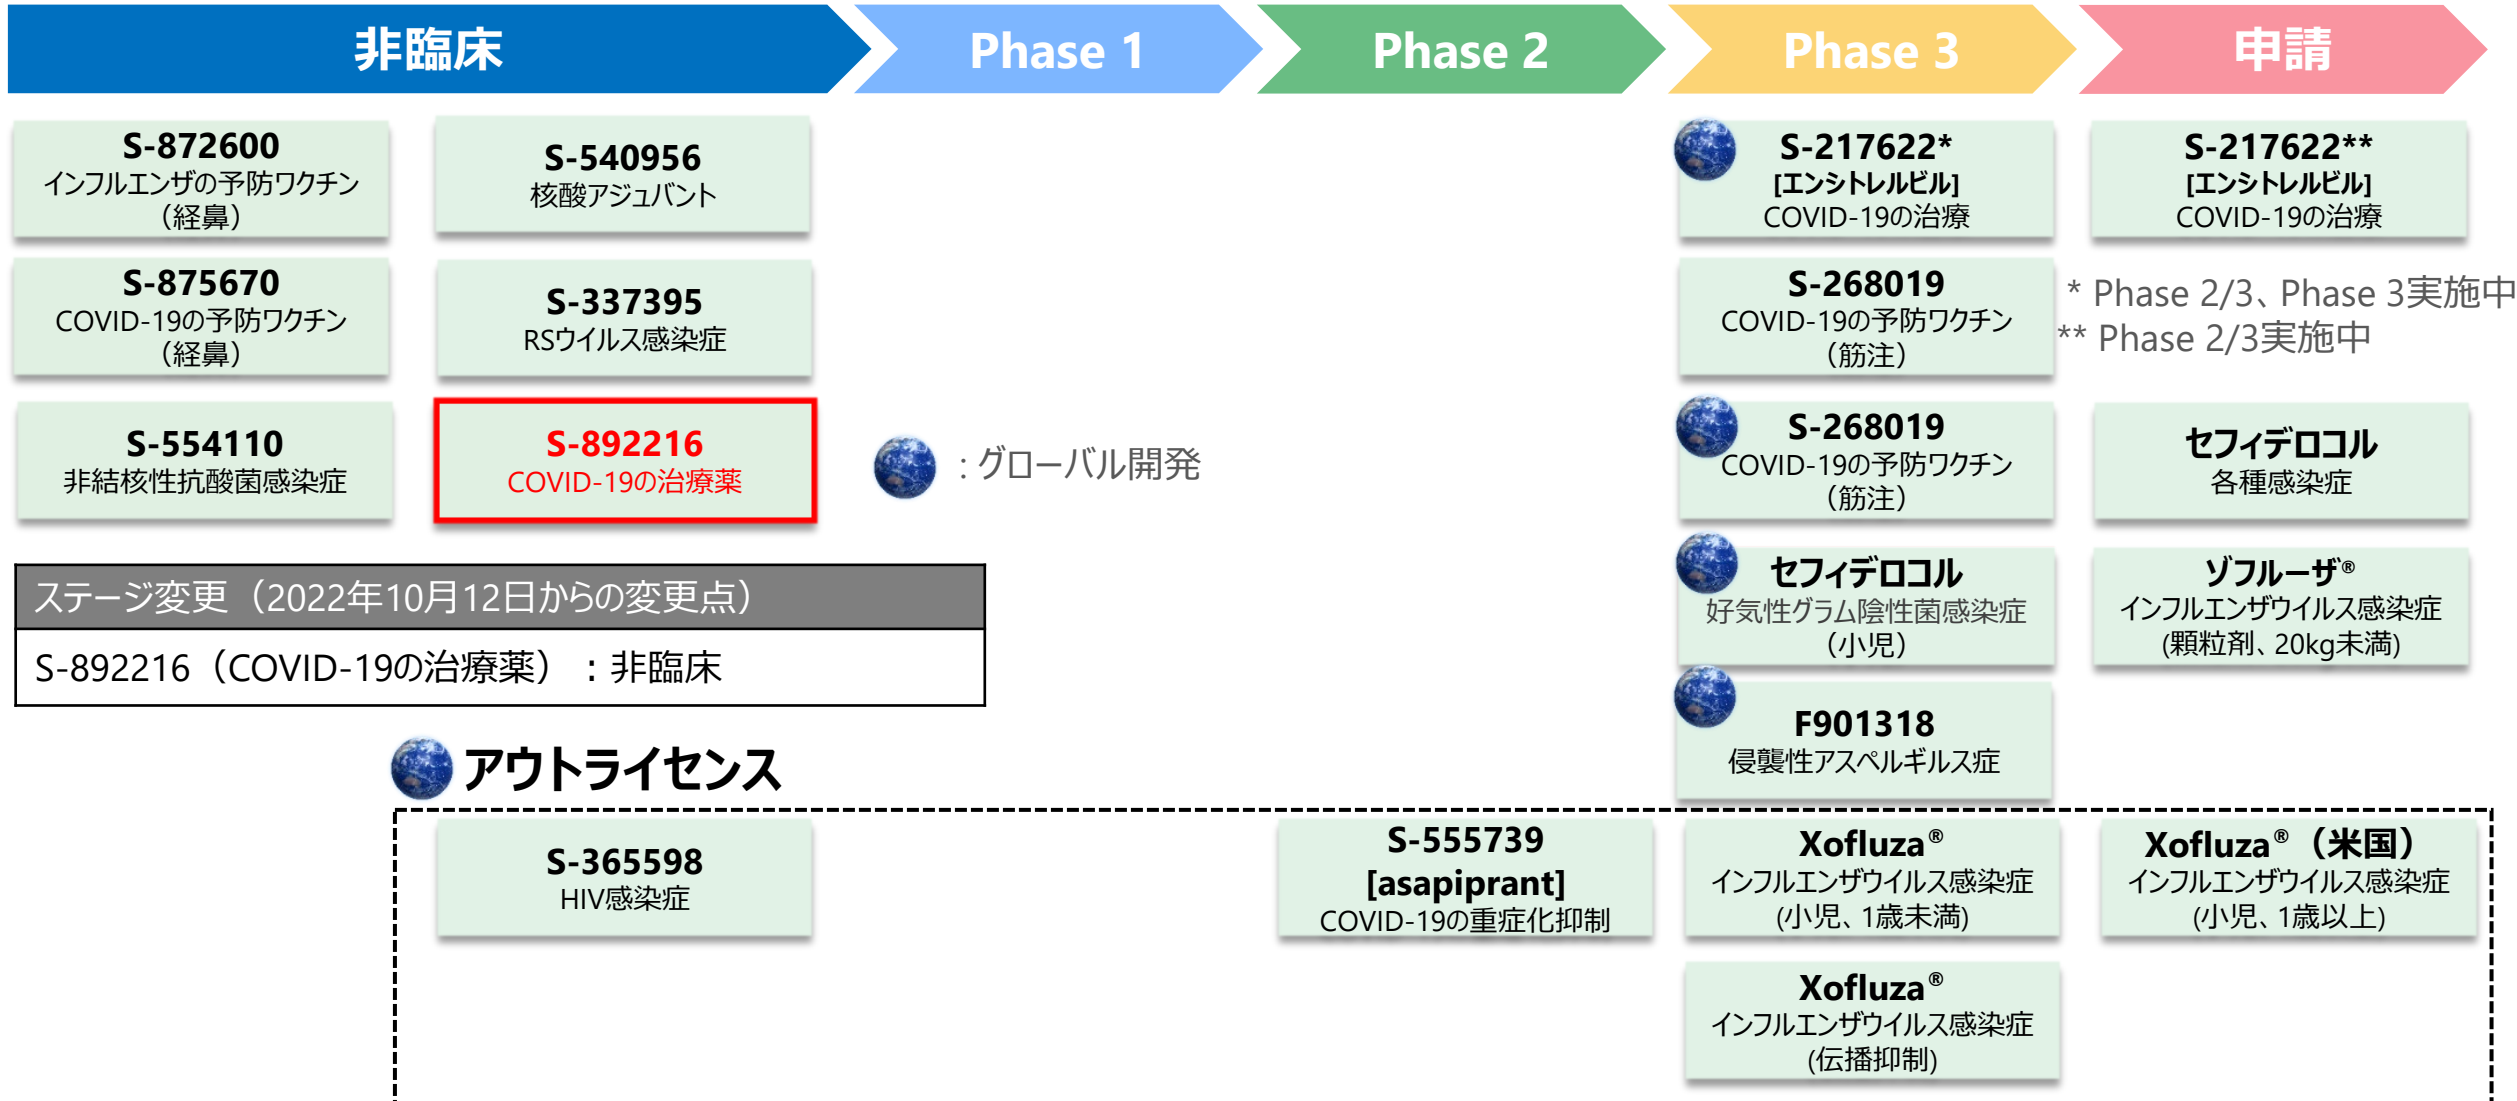 非臨床
Phase 1
Phase 2
Phase 3
申請
S-872600
インフルエンザの予防ワクチン
（経鼻）
S-540956
核酸アジュバント
S-217622*
[エンシトレルビル]
COVID-19の治療
S-217622**
[エンシトレルビル]
COVID-19の治療
S-875670
COVID-19の予防ワクチン
（経鼻）
S-337395
RSウイルス感染症
S-268019
COVID-19の予防ワクチン
（筋注）
* Phase 2/3、Phase 3実施中
** Phase 2/3実施中
S-554110
非結核性抗酸菌感染症
S-892216
COVID-19の治療薬
: グローバル開発
S-268019
COVID-19の予防ワクチン
（筋注）
セフィデロコル
各種感染症
ステージ変更（2022年10月12日からの変更点）
S-892216（COVID-19の治療薬）：非臨床
セフィデロコル
好気性グラム陰性菌感染症
（小児）
ゾフルーザ®
インフルエンザウイルス感染症
(顆粒剤、20kg未満)
F901318
侵襲性アスペルギルス症
アウトライセンス
S-365598
HIV感染症
S-555739
[asapiprant]
COVID-19の重症化抑制
Xofluza®
インフルエンザウイルス感染症
(小児、1歳未満)
Xofluza®（米国）
インフルエンザウイルス感染症
(小児、1歳以上)
Xofluza®
インフルエンザウイルス感染症
(伝播抑制)